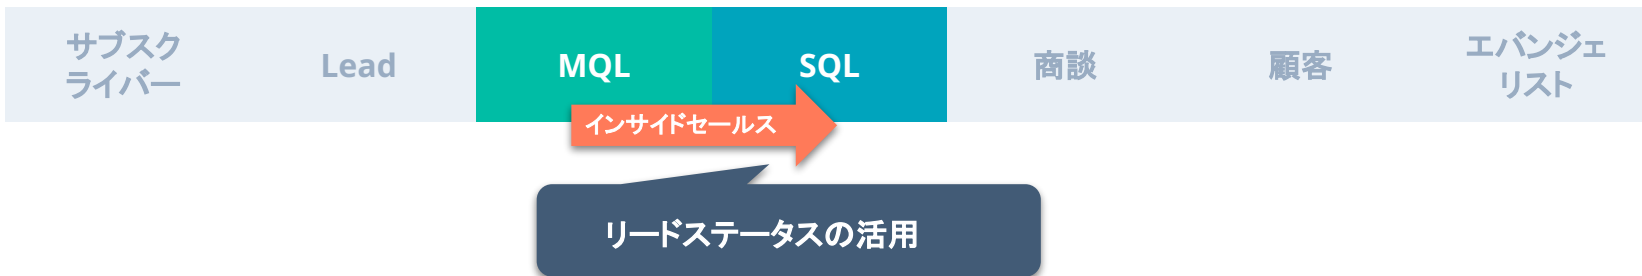 サブスク
ライバー
Lead
MQL
SQL
商談
顧客
エバンジェ
リスト
インサイドセールス
リードステータスの活用